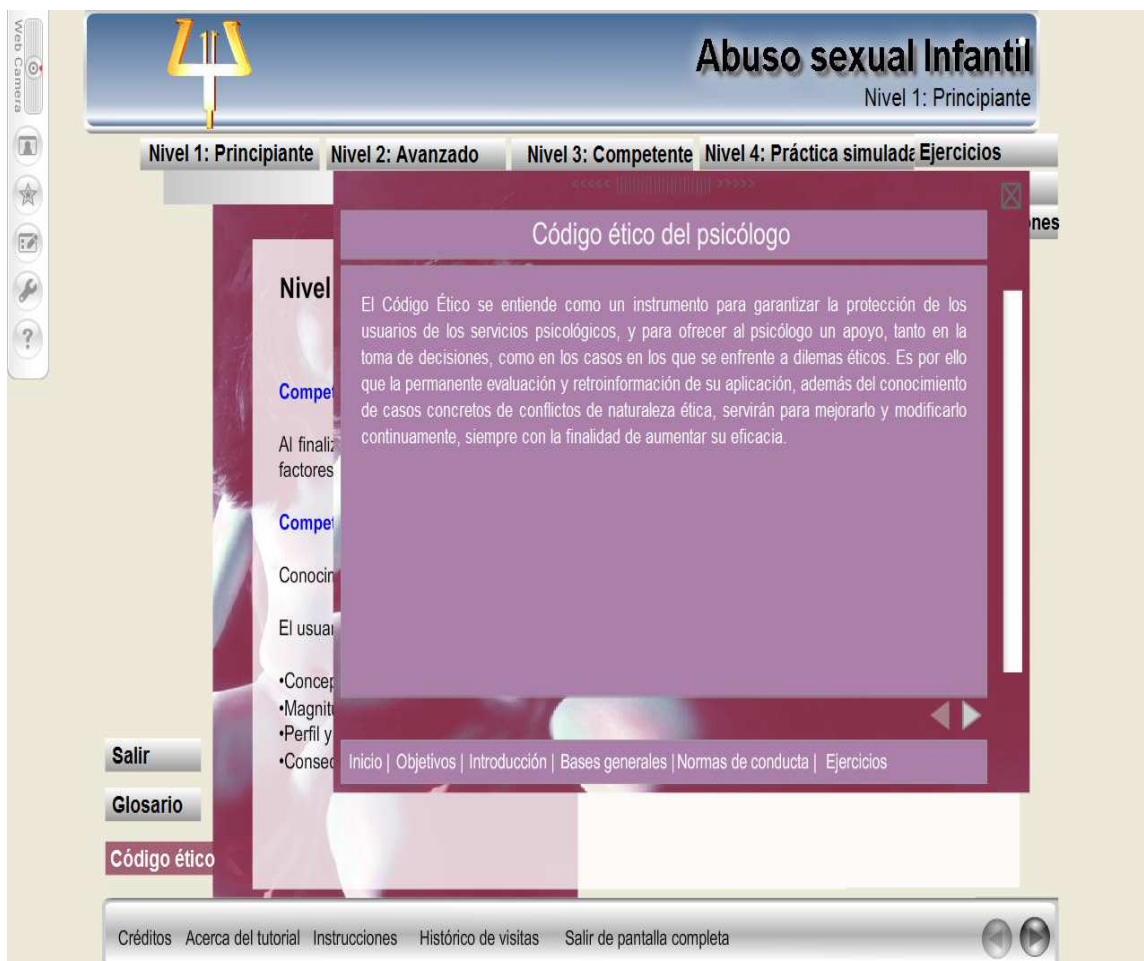 Web Camera
Abuso sexual Infantil
Nivel 1: Principiante
Nivel 1: Principiante
Nivel 2: Avanzado
Nivel 3: Competente
Nivel 4: Práctica simulada
Ejercicios
Código ético del psicólogo
El Código Ético se entiende como un instrumento para garantizar la protección de los
usuarios de los servicios psicológicos, y para ofrecer al psicólogo un apoyo, tanto en la
toma de decisiones, como en los casos en los que se enfrente a dilemas éticos. Es por ello
que la permanente evaluación y retroinformación de su aplicación, además del conocimiento
de casos concretos de conflictos de naturaleza ética, servirán para mejorarlo y modificarlo
continuamente, siempre con la finalidad de aumentar su eficacia.
Inicio | Objetivos | Introducción | Bases generales | Normas de conducta | Ejercicios
Nivel
Al
factores
El
•Perfil y
Salir
Glosario
Código ético
Créditos Acerca del tutorial Instrucciones Histórico de visitas Salir de pantalla completa